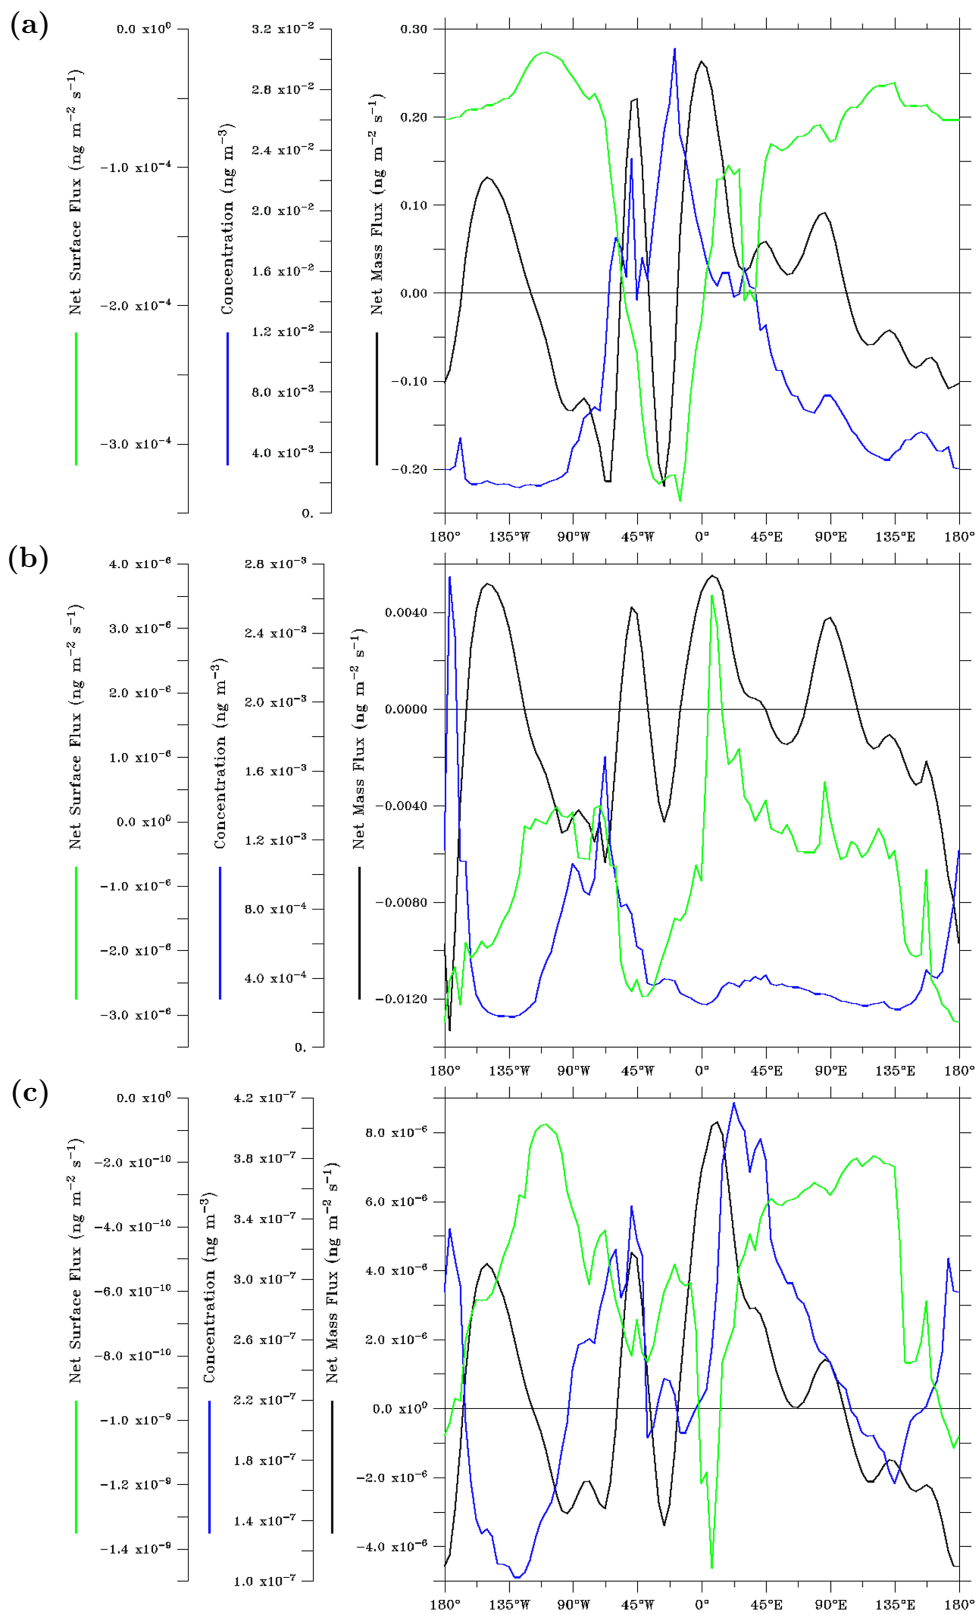 (a)
Net Surface Flux (ng m⁻² s⁻¹)
0.0 x10⁰
-1.0 x10⁻⁴
-2.0 x10⁻⁴
-3.0 x10⁻⁴
Concentration (ng m⁻³)
3.2 x10⁻²
2.8 x10⁻²
2.4 x10⁻²
2.0 x10⁻²
1.6 x10⁻²
1.2 x10⁻²
8.0 x10⁻³
4.0 x10⁻³
0.
Net Mass Flux (ng m⁻² s⁻¹)
0.30
0.20
0.10
0.00
-0.10
-0.20
180° 135°W 90°W 45°W 0° 45°E 90°E 135°E 180°
(b)
Net Surface Flux (ng m⁻² s⁻¹)
4.0 x10⁻⁶
3.0 x10⁻⁶
2.0 x10⁻⁶
1.0 x10⁻⁶
0.0 x10⁰
-1.0 x10⁻⁶
-2.0 x10⁻⁶
-3.0 x10⁻⁶
Concentration (ng m⁻³)
2.8 x10⁻³
2.4 x10⁻³
2.0 x10⁻³
1.6 x10⁻³
1.2 x10⁻³
8.0 x10⁻⁴
4.0 x10⁻⁴
0.
Net Mass Flux (ng m⁻² s⁻¹)
0.0040
0.0000
-0.0040
-0.0080
-0.0120
180° 135°W 90°W 45°W 0° 45°E 90°E 135°E 180°
(c)
Net Surface Flux (ng m⁻² s⁻¹)
0.0 x10⁰
-2.0 x10⁻¹⁰
-4.0 x10⁻¹⁰
-6.0 x10⁻¹⁰
-8.0 x10⁻¹⁰
-1.0 x10⁻⁹
-1.2 x10⁻⁹
-1.4 x10⁻⁹
Concentration (ng m⁻³)
4.2 x10⁻⁷
3.8 x10⁻⁷
3.4 x10⁻⁷
3.0 x10⁻⁷
2.6 x10⁻⁷
2.2 x10⁻⁷
1.8 x10⁻⁷
1.4 x10⁻⁷
1.0 x10⁻⁷
Net Mass Flux (ng m⁻² s⁻¹)
8.0 x10⁻⁶
6.0 x10⁻⁶
4.0 x10⁻⁶
2.0 x10⁻⁶
0.0 x10⁰
-2.0 x10⁻⁶
-4.0 x10⁻⁶
180° 135°W 90°W 45°W 0° 45°E 90°E 135°E 180°